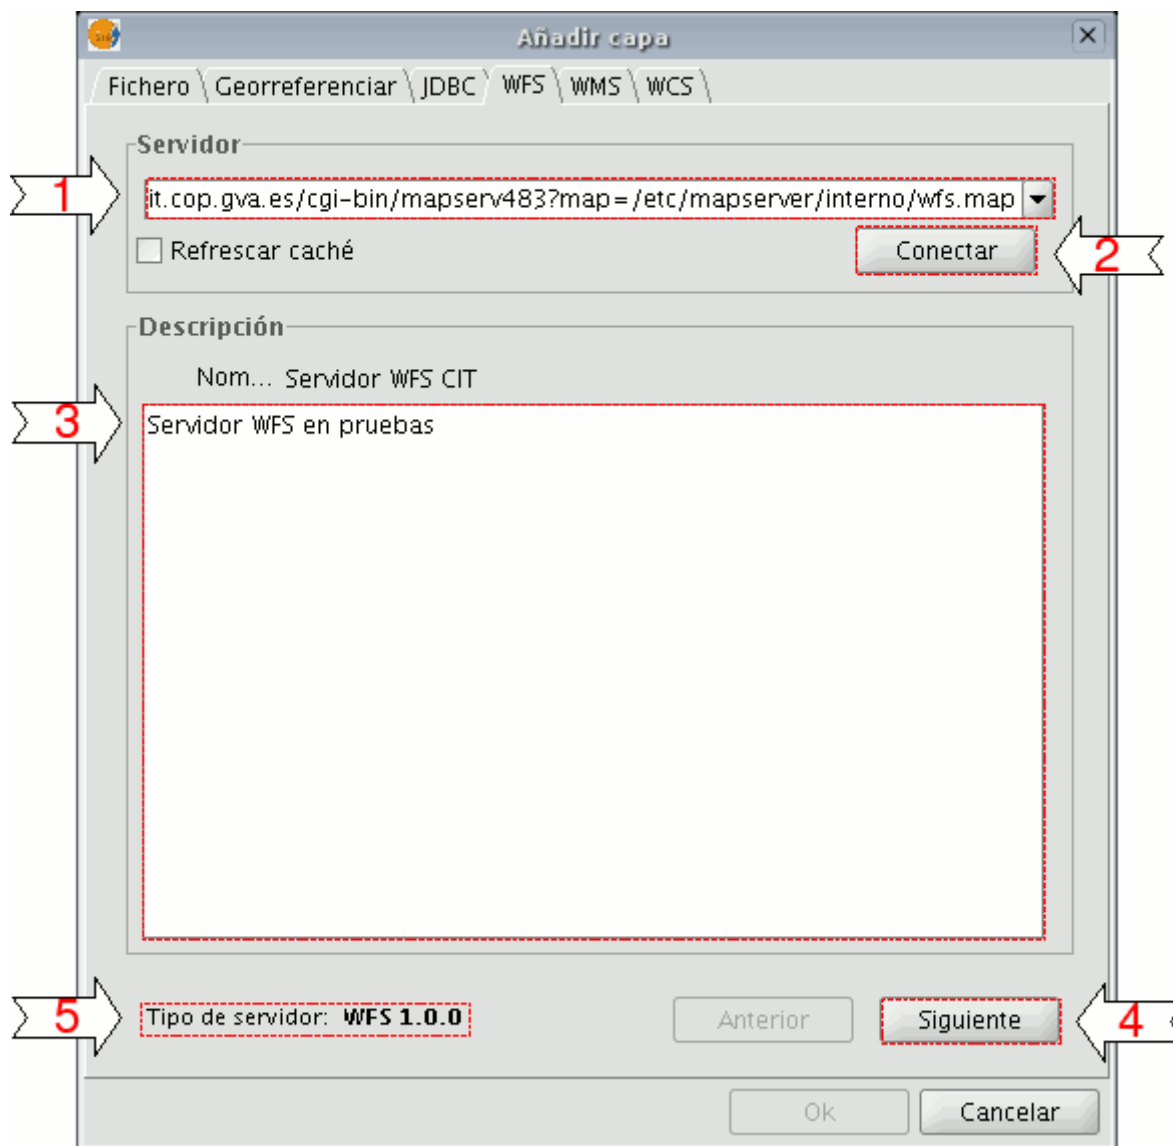 Añadir capa
Fichero Georreferenciar JDBC WFS WMS WCS
Servidor
1
it.cop.gva.es/cgi-bin/mapserv483?map=/etc/mapserver/interno/wfs.map
Refrescar caché
Conectar
2
Descripción
Nom... Servidor WFS CIT
3
Servidor WFS en pruebas
5
Tipo de servidor: WFS 1.0.0
Anterior
Siguiente
4
Ok
Cancelar